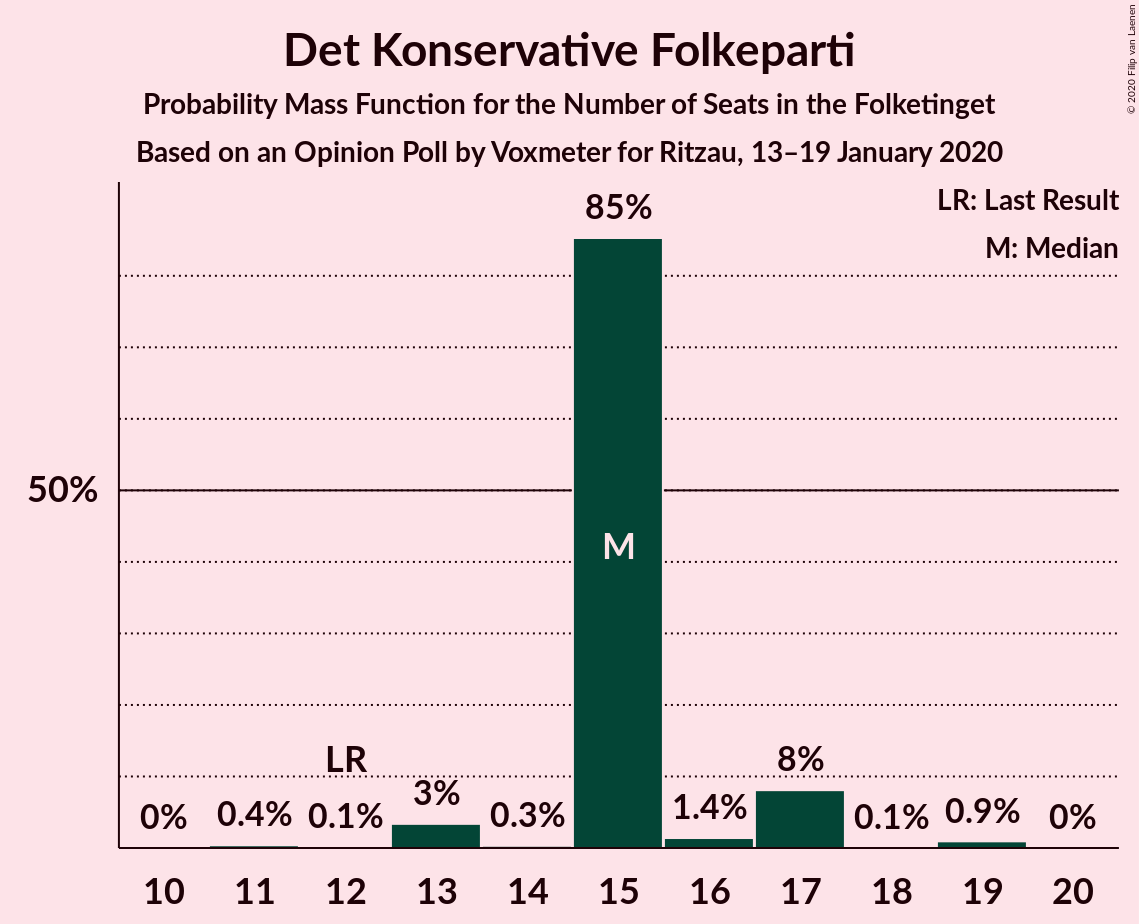 Det Konservative Folkeparti
Probability Mass Function for the Number of Seats in the Folketinget
Based on an Opinion Poll by Voxmeter for Ritzau, 13–19 January 2020
© 2020 Filip van Laenen
LR: Last Result
M: Median
85%
50%
M
LR
0%
0.4%
0.1%
3%
0.3%
1.4%
8%
0.1%
0.9%
0%
10 11 12 13 14 15 16 17 18 19 20